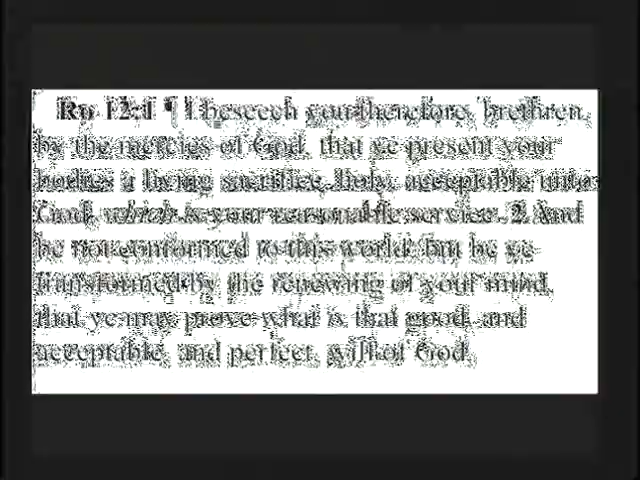 Ro 12:1 ¶ I beseech you therefore, brethren,
by the mercies of God, that ye present your
bodies a living sacrifice, holy, acceptable unto
God, which is your reasonable service. 2 And
be not conformed to this world: but be ye
transformed by the renewing of your mind,
that ye may prove what is that good, and
acceptable, and perfect, will of God.